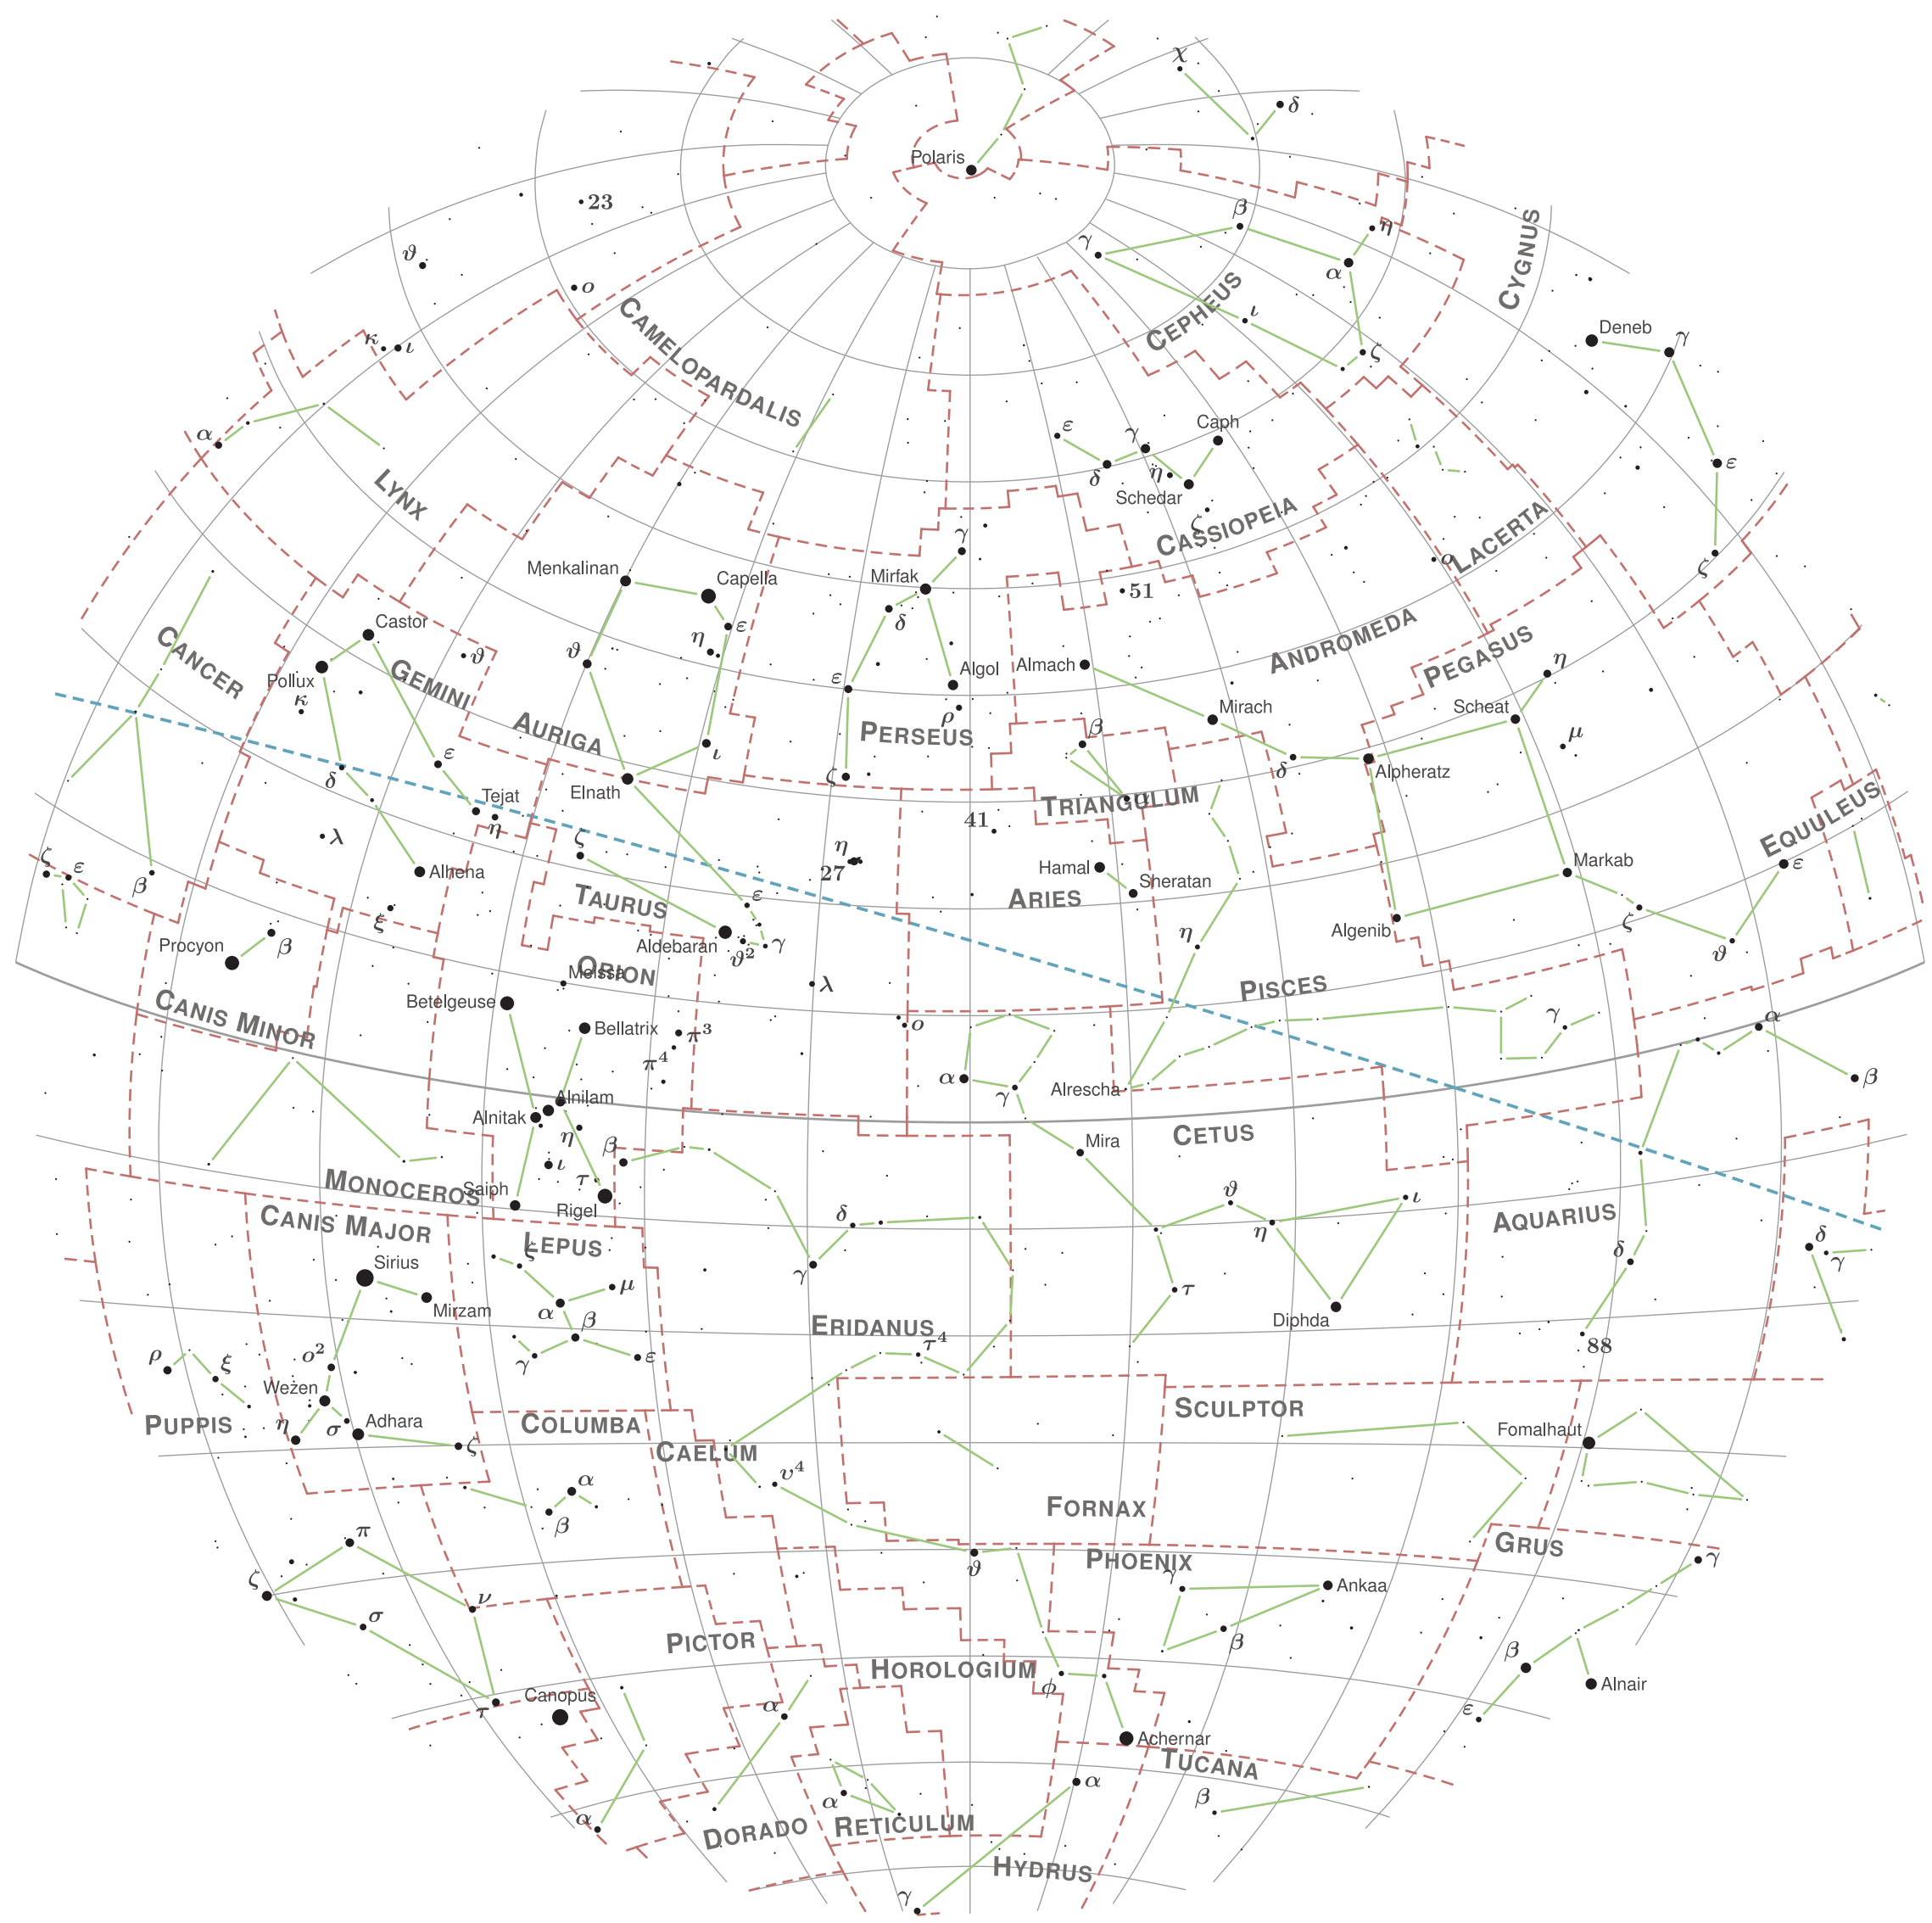 χ
δ
Polaris
23
β
η
γ
CYGNUS
ϑ
α
ο
CAMELOPARDALIS
CEPHEUS
ι
Deneb
γ
κ
ι
ζ
α
ε
γ
Caph
δ
η
Schedar
ε
LYNX
ζ
CASSIOPEIA
LACERTA
γ
ο
ζ
Menkalinan
Capella
Mirfak
51
δ
Castor
ε
η
CANCER
ϑ
ϑ
ANDROMEDA
PEGASUS
η
Pollux
GEMINI
ε
Algol
Almach
κ
ρ
Mirach
Scheat
AURIGA
PERSEUS
β
μ
ε
ι
δ
ζ
δ
Alpheratz
Elnath
Tejat
η
TRIANGULUM
α
41
EQUULEUS
λ
ζ
η
27
ζ
ε
β
Alhena
Hamal
Sheratan
Markab
ε
TAURUS
ε
ARIES
ξ
Algenib
ζ
Procyon
β
Aldebaran
ϑ2
γ
η
ϑ
ORION
Meissa
λ
PISCES
CANIS MINOR
Betelgeuse
Bellatrix
π3
ο
γ
α
π4
α
γ
Alrescha
β
Alnilam
Alnitak
η
β
Mira
CETUS
ι
τ
MONOCEROS
Saiph
Rigel
ϑ
ι
CANIS MAJOR
δ
η
AQUARIUS
LEPUS
ξ
δ
δ
γ
Sirius
γ
Mirzam
α
μ
τ
Diphda
β
ERIDANUS
τ4
ρ
ξ
ο2
γ
ε
88
Wezen
PUPPIS
η
σ
Adhara
COLUMBA
SCULPTOR
Fomalhaut
ζ
CAELUM
α
υ4
FORNAX
β
π
GRUS
PHOENIX
γ
ζ
ϑ
γ
Ankaa
ν
σ
PICTOR
β
β
HOROLOGIUM
φ
Alnair
τ
Canopus
α
ε
Achernar
TUCANA
α
α
β
α
DORADO
RETICULUM
HYDRUS
γ